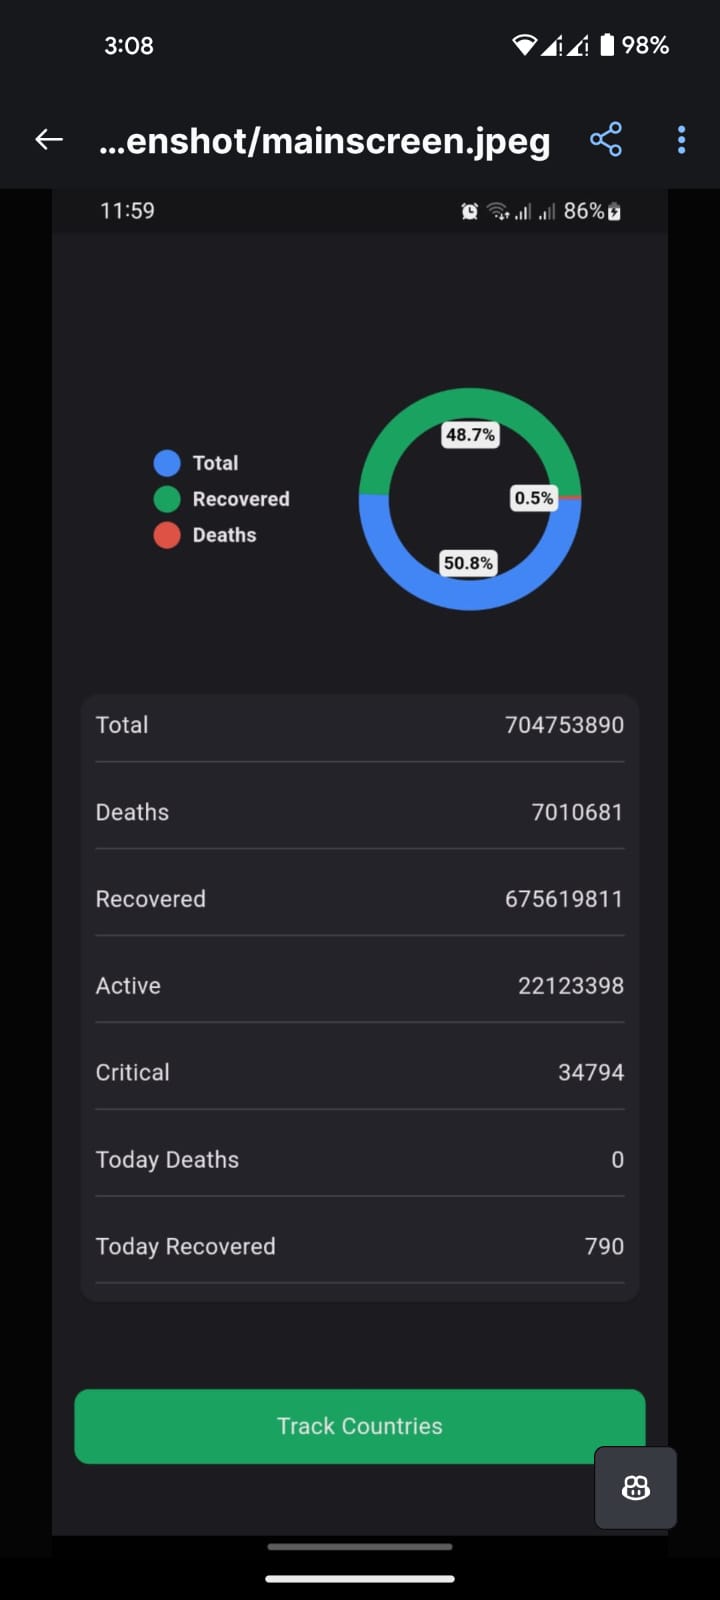 3:08 98%
...enshot/mainscreen.jpeg
11:59 86%
48.7%
Total
Recovered 0.5%
Deaths
50.8%
Total 704753890
Deaths 7010681
Recovered 675619811
Active 22123398
Critical 34794
Today Deaths 0
Today Recovered 790
Track Countries